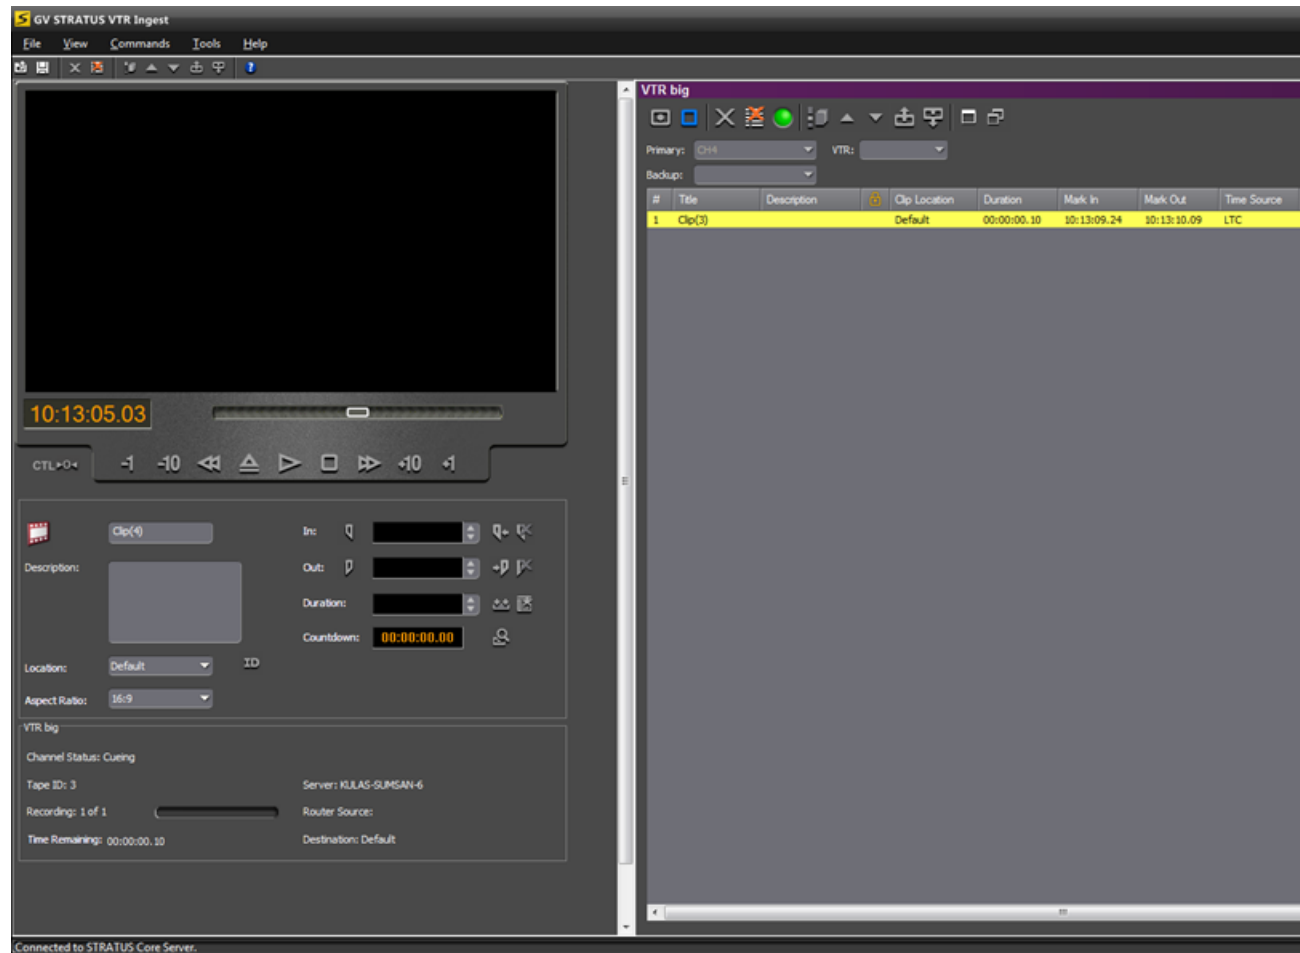 GV STRATUS VTR Ingest
File View Commands Tools Help
VTR big
Primary: CH4 VTR:
Backup:
# Title Description Clip Location Duration Mark In Mark Out Time Source
1 Clip(3) Default 00:00:00.10 10:13:09.24 10:13:10.09 LTC
10:13:05.03
CTL▸0◂ -1 -10 +10 +1
Clip(4) In:
Description: Out:
Duration:
Countdown: 00:00:00.00
Location: Default ID
Aspect Ratio: 16:9
VTR big
Channel Status: Cueing
Tape ID: 3 Server: KULAS-SUMSAN-6
Recording: 1 of 1 Router Source:
Time Remaining: 00:00:00.10 Destination: Default
Connected to STRATUS Core Server.